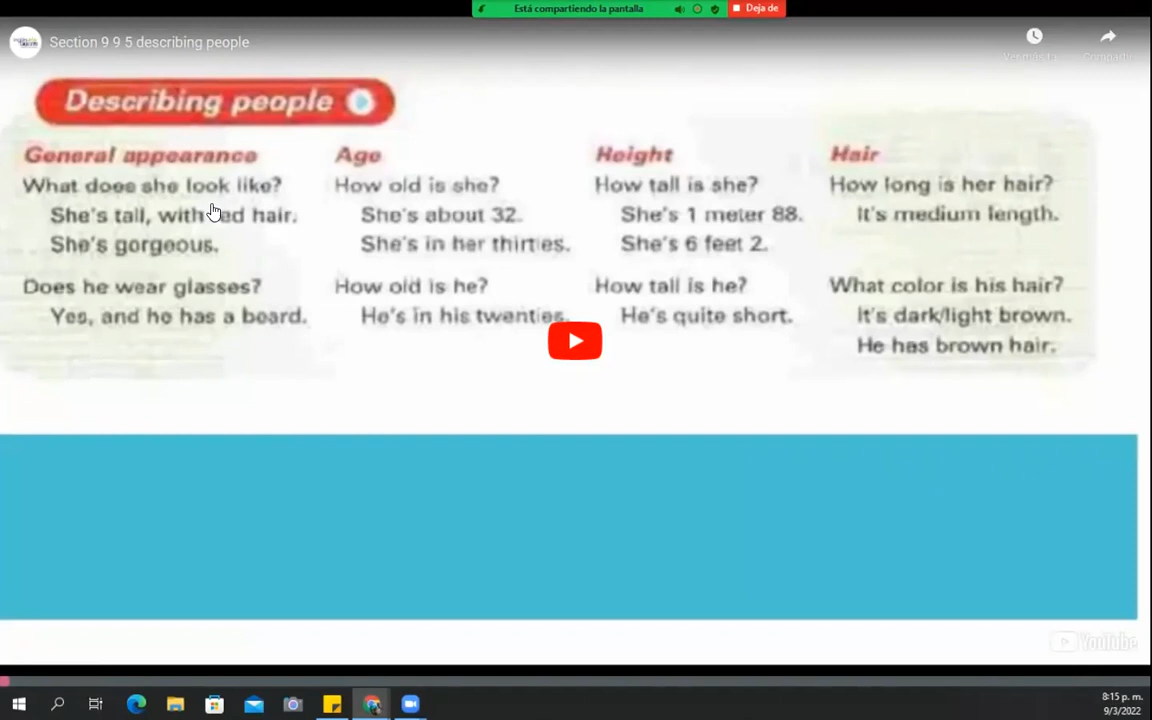 Está compartiendo la pantalla
Deja de
Section 9 9 5 describing people
Ver más ta
Compartir
Describing people
General appearance
What does she look like?
She's tall, with red hair.
She's gorgeous.
Does he wear glasses?
Yes, and he has a beard.
Age
How old is she?
She's about 32.
She's in her thirties.
How old is he?
He's in his twenties.
Height
How tall is she?
She's 1 meter 88.
She's 6 feet 2.
How tall is he?
He's quite short.
Hair
How long is her hair?
It's medium length.
What color is his hair?
It's dark/light brown.
He has brown hair.
YouTube
8:15 p. m.
9/3/2022